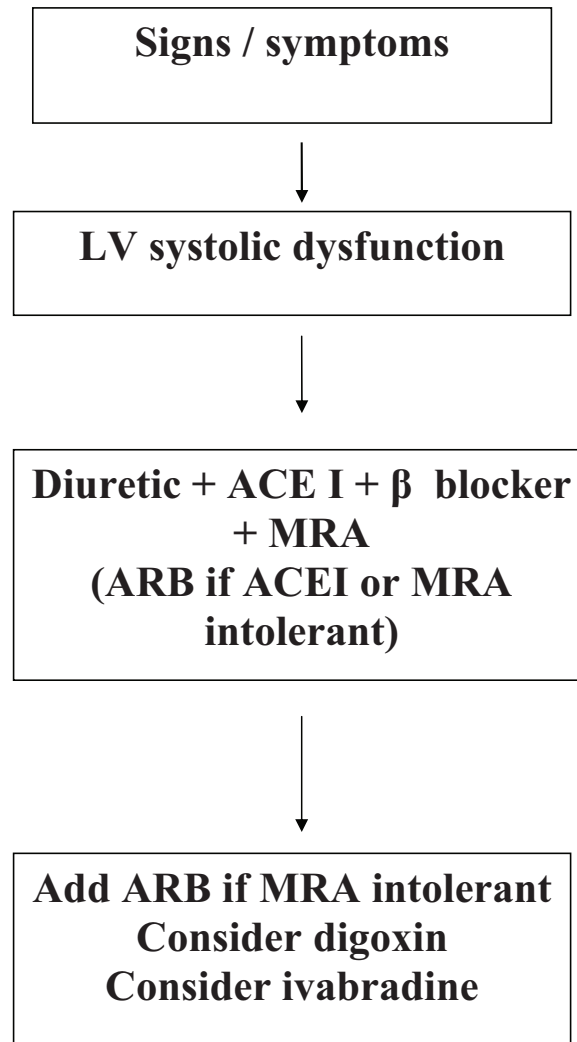 Signs / symptoms
LV systolic dysfunction
Diuretic + ACE I + β blocker
+ MRA
(ARB if ACEI or MRA
intolerant)
Add ARB if MRA intolerant
Consider digoxin
Consider ivabradine